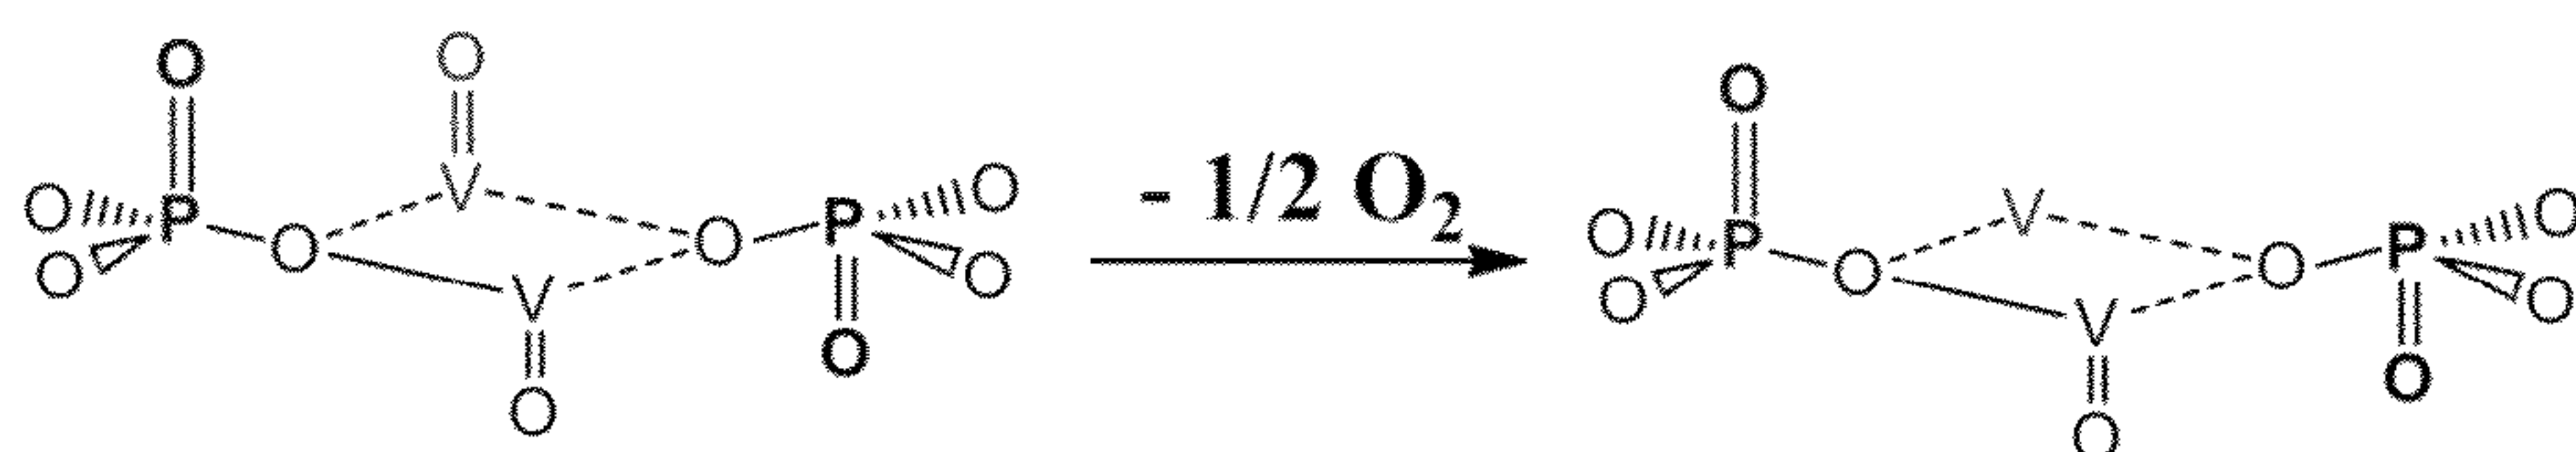 O O O
O P O V O P O - 1/2 O₂ O P O V O P O
O V O O V O
O O O O